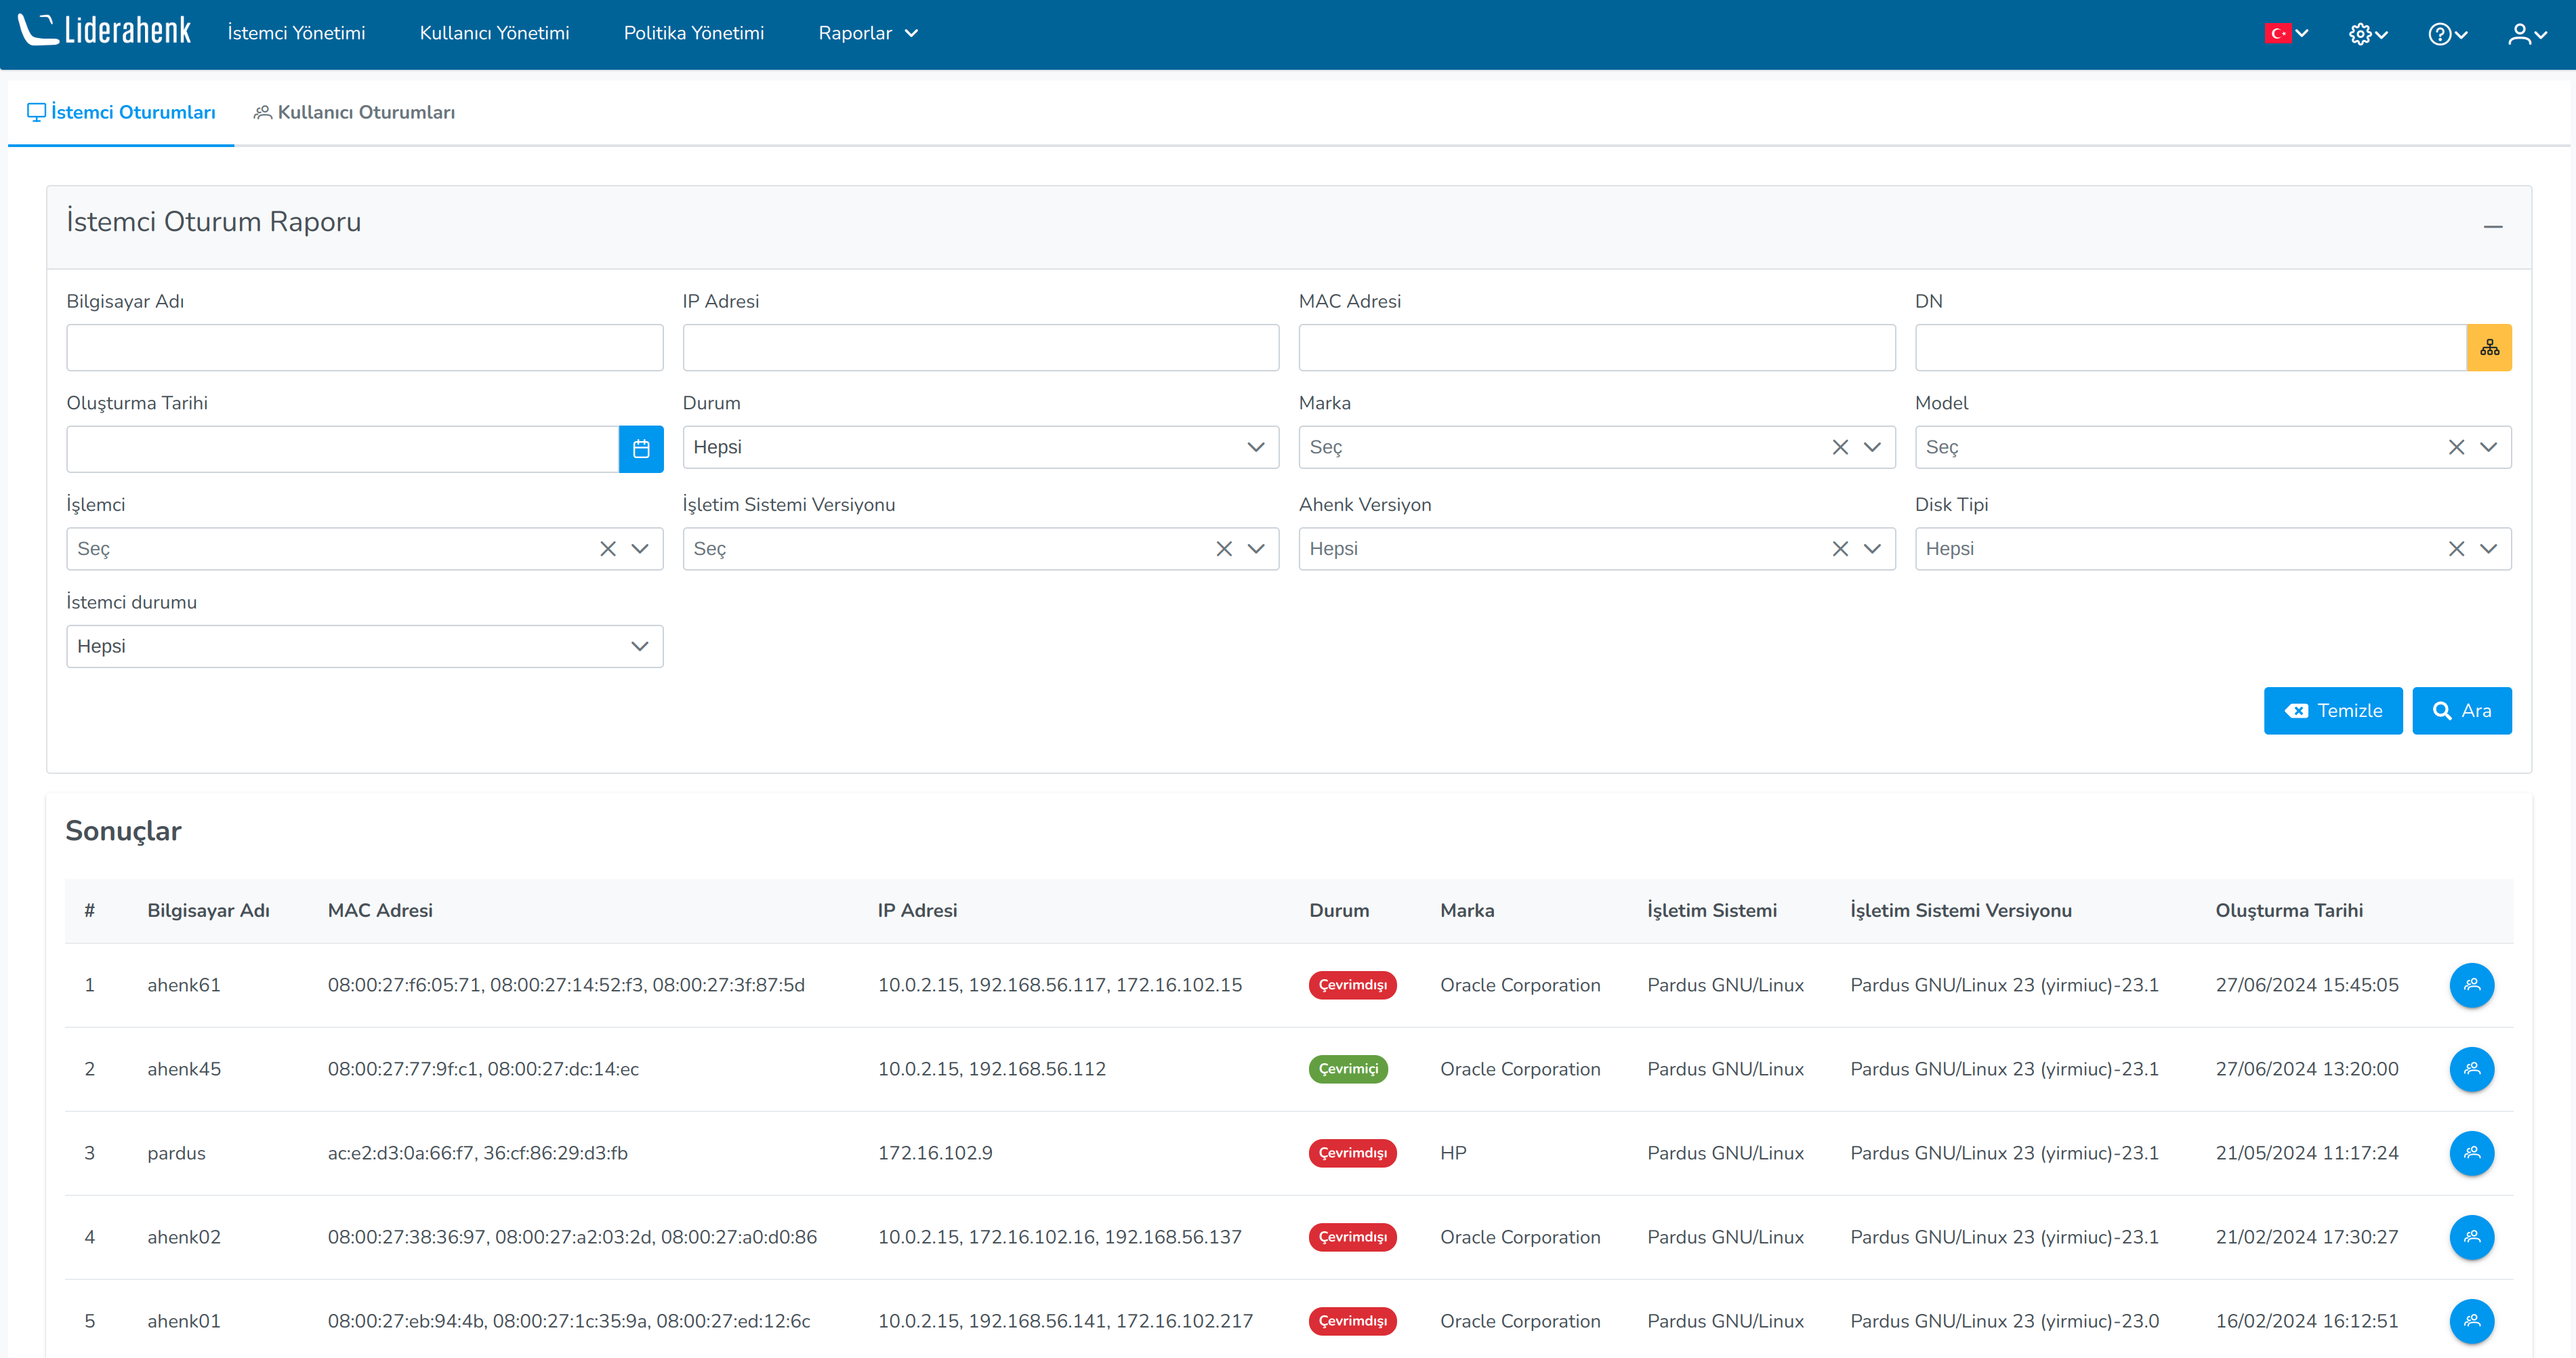 Liderahenk İstemci Yönetimi Kullanıcı Yönetimi Politika Yönetimi Raporlar
İstemci Oturumları Kullanıcı Oturumları
İstemci Oturum Raporu
Bilgisayar Adı IP Adresi MAC Adresi DN
Oluşturma Tarihi Durum Marka Model
Hepsi Seç Seç
İşlemci İşletim Sistemi Versiyonu Ahenk Versiyon Disk Tipi
Seç Seç Hepsi Hepsi
İstemci durumu
Hepsi
Temizle Ara
Sonuçlar
# Bilgisayar Adı MAC Adresi IP Adresi Durum Marka İşletim Sistemi İşletim Sistemi Versiyonu Oluşturma Tarihi
1 ahenk61 08:00:27:f6:05:71, 08:00:27:14:52:f3, 08:00:27:3f:87:5d 10.0.2.15, 192.168.56.117, 172.16.102.15 Çevrimdışı Oracle Corporation Pardus GNU/Linux Pardus GNU/Linux 23 (yirmiuc)-23.1 27/06/2024 15:45:05
2 ahenk45 08:00:27:77:9f:c1, 08:00:27:dc:14:ec 10.0.2.15, 192.168.56.112 Çevrimiçi Oracle Corporation Pardus GNU/Linux Pardus GNU/Linux 23 (yirmiuc)-23.1 27/06/2024 13:20:00
3 pardus ac:e2:d3:0a:66:f7, 36:cf:86:29:d3:fb 172.16.102.9 Çevrimdışı HP Pardus GNU/Linux Pardus GNU/Linux 23 (yirmiuc)-23.1 21/05/2024 11:17:24
4 ahenk02 08:00:27:38:36:97, 08:00:27:a2:03:2d, 08:00:27:a0:d0:86 10.0.2.15, 172.16.102.16, 192.168.56.137 Çevrimdışı Oracle Corporation Pardus GNU/Linux Pardus GNU/Linux 23 (yirmiuc)-23.1 21/02/2024 17:30:27
5 ahenk01 08:00:27:eb:94:4b, 08:00:27:1c:35:9a, 08:00:27:ed:12:6c 10.0.2.15, 192.168.56.141, 172.16.102.217 Çevrimdışı Oracle Corporation Pardus GNU/Linux Pardus GNU/Linux 23 (yirmiuc)-23.0 16/02/2024 16:12:51